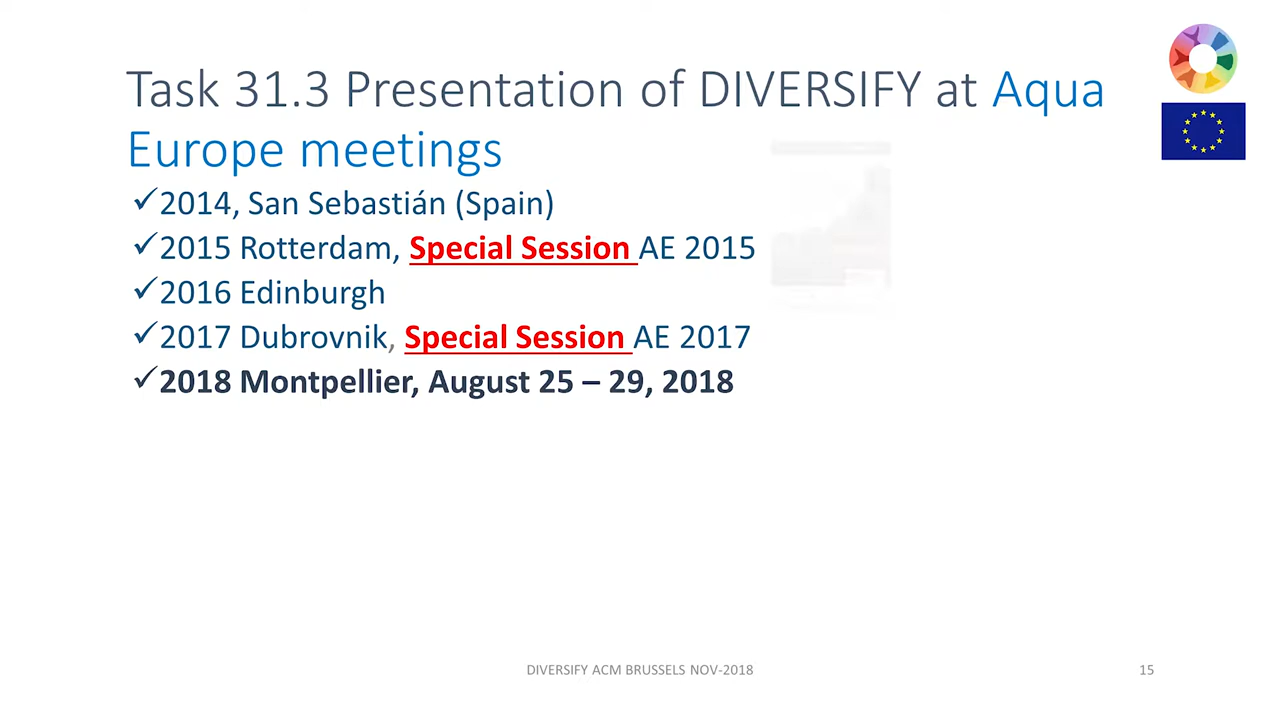 Task 31.3 Presentation of DIVERSIFY at Aqua
Europe meetings
✓2014, San Sebastián (Spain)
✓2015 Rotterdam, Special Session AE 2015
✓2016 Edinburgh
✓2017 Dubrovnik, Special Session AE 2017
✓2018 Montpellier, August 25 – 29, 2018
DIVERSIFY ACM BRUSSELS NOV-2018
15